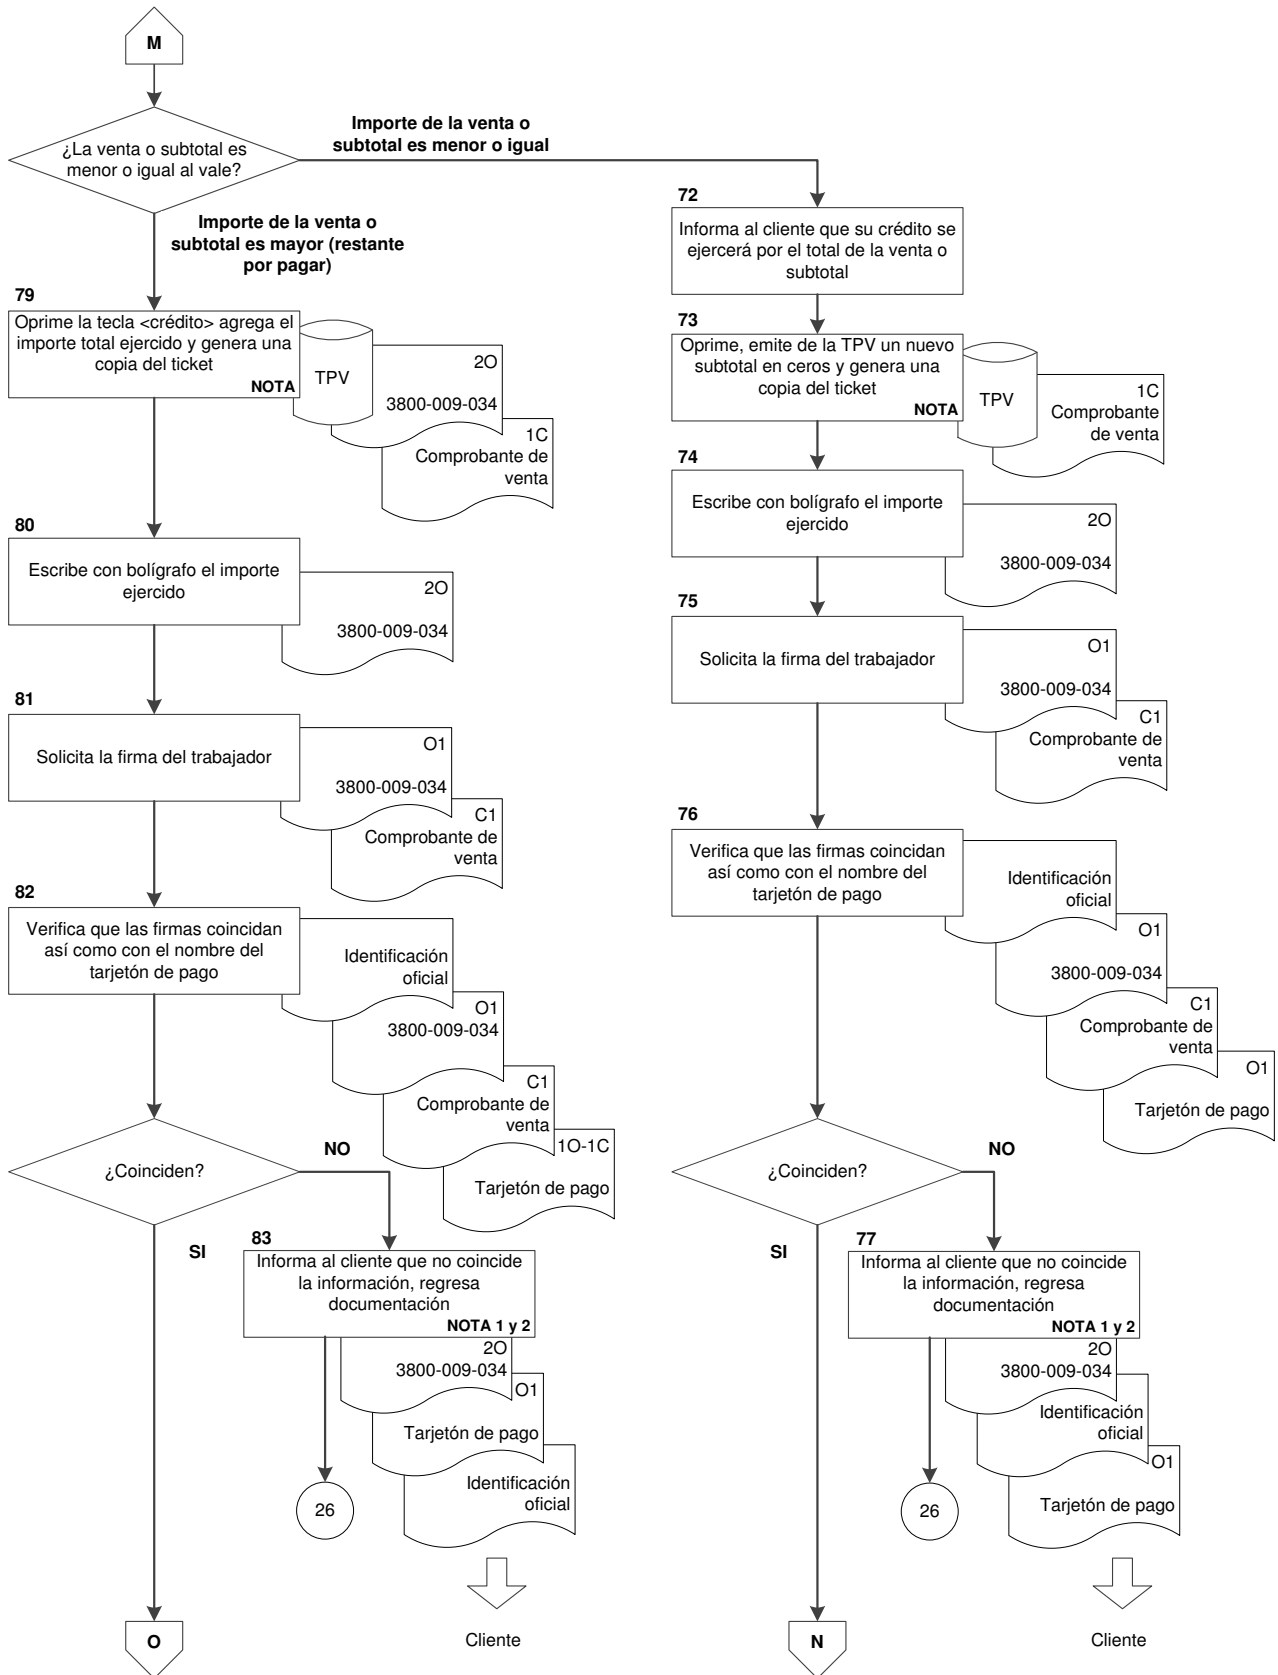 M
¿La venta o subtotal es
menor o igual al vale?
Importe de la venta o
subtotal es menor o igual
Importe de la venta o
subtotal es mayor (restante
por pagar)
72
Informa al cliente que su crédito se
ejercerá por el total de la venta o
subtotal
79
Oprime la tecla <crédito> agrega el
importe total ejercido y genera una
copia del ticket
NOTA
TPV
2O
3800-009-034
1C
Comprobante de
venta
73
Oprime, emite de la TPV un nuevo
subtotal en ceros y genera una
copia del ticket
NOTA
TPV
1C
Comprobante
de venta
80
Escribe con bolígrafo el importe
ejercido
2O
3800-009-034
74
Escribe con bolígrafo el importe
ejercido
2O
3800-009-034
81
Solicita la firma del trabajador
O1
3800-009-034
C1
Comprobante de
venta
75
Solicita la firma del trabajador
O1
3800-009-034
C1
Comprobante de
venta
82
Verifica que las firmas coincidan
así como con el nombre del
tarjetón de pago
Identificación
oficial
O1
3800-009-034
C1
Comprobante de
venta
1O-1C
Tarjetón de pago
76
Verifica que las firmas coincidan
así como con el nombre del
tarjetón de pago
Identificación
oficial
O1
3800-009-034
C1
Comprobante de
venta
O1
Tarjetón de pago
¿Coinciden?
NO
SI
83
Informa al cliente que no coincide
la información, regresa
documentación
NOTA 1 y 2
2O
3800-009-034
O1
Tarjetón de pago
Identificación
oficial
26
Cliente
O
¿Coinciden?
NO
SI
77
Informa al cliente que no coincide
la información, regresa
documentación
NOTA 1 y 2
2O
3800-009-034
Identificación
oficial
O1
Tarjetón de pago
26
Cliente
N